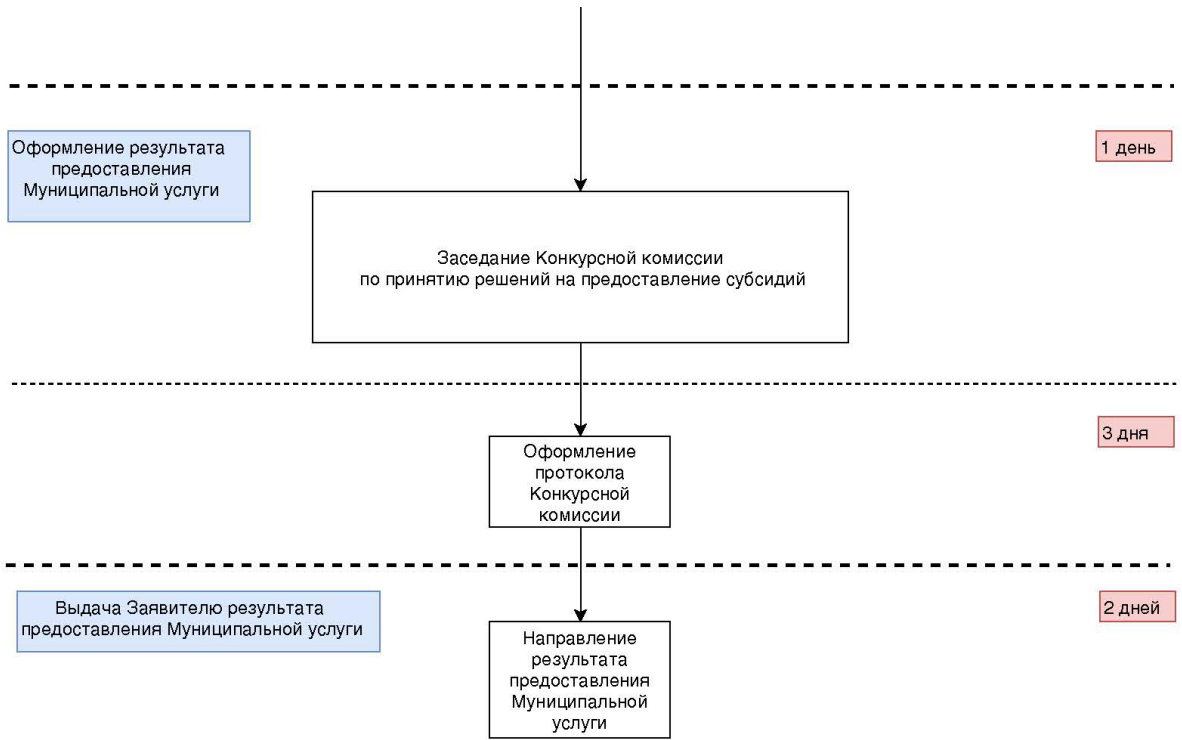 Оформление результата
предоставления
Муниципальной услуги
1 день
Заседание Конкурсной комиссии
по принятию решений на предоставление субсидий
3 дня
Оформление
протокола
Конкурсной
комиссии
Выдача Заявителю результата
предоставления Муниципальной услуги
2 дней
Направление
результата
предоставления
Муниципальной
услуги